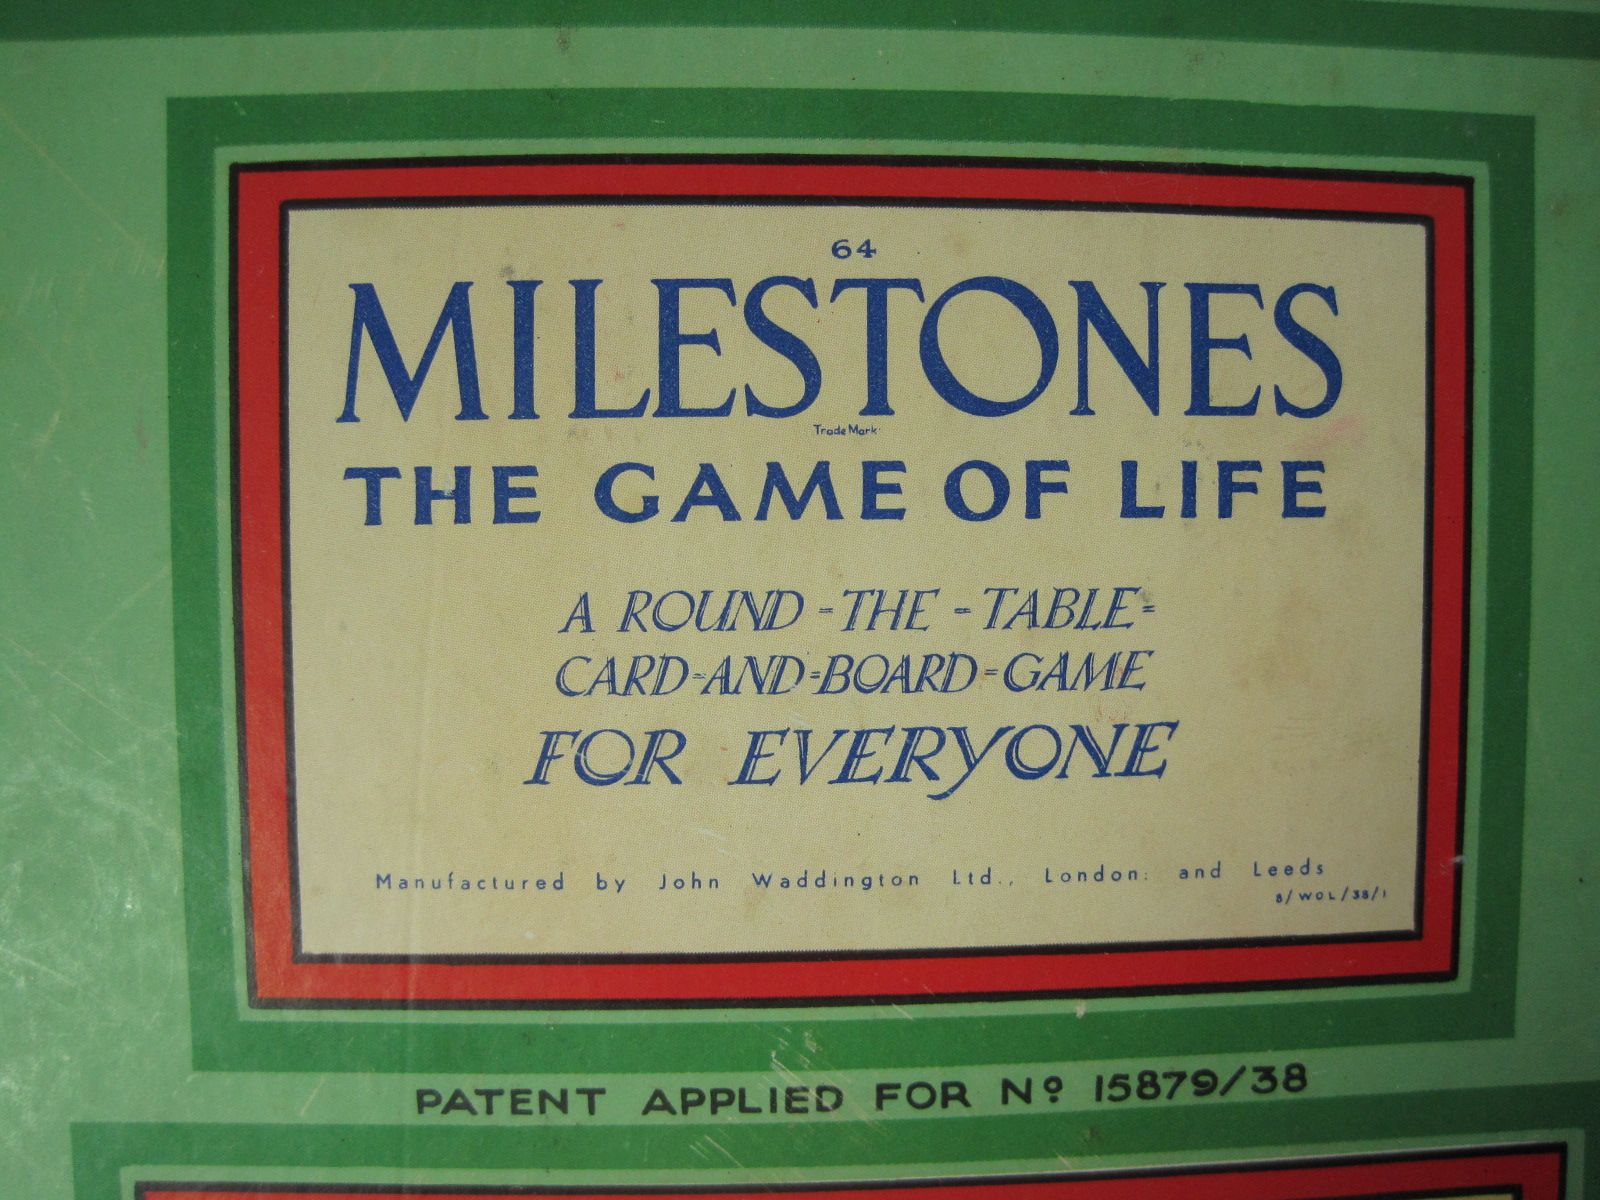 64
MILESTONES
Trade Mark
THE GAME OF LIFE
A ROUND=THE=TABLE=
CARD=AND=BOARD=GAME
FOR EVERYONE
Manufactured by John Waddington Ltd., London: and Leeds
8/WOL/38/1
PATENT APPLIED FOR Nº 15879/38